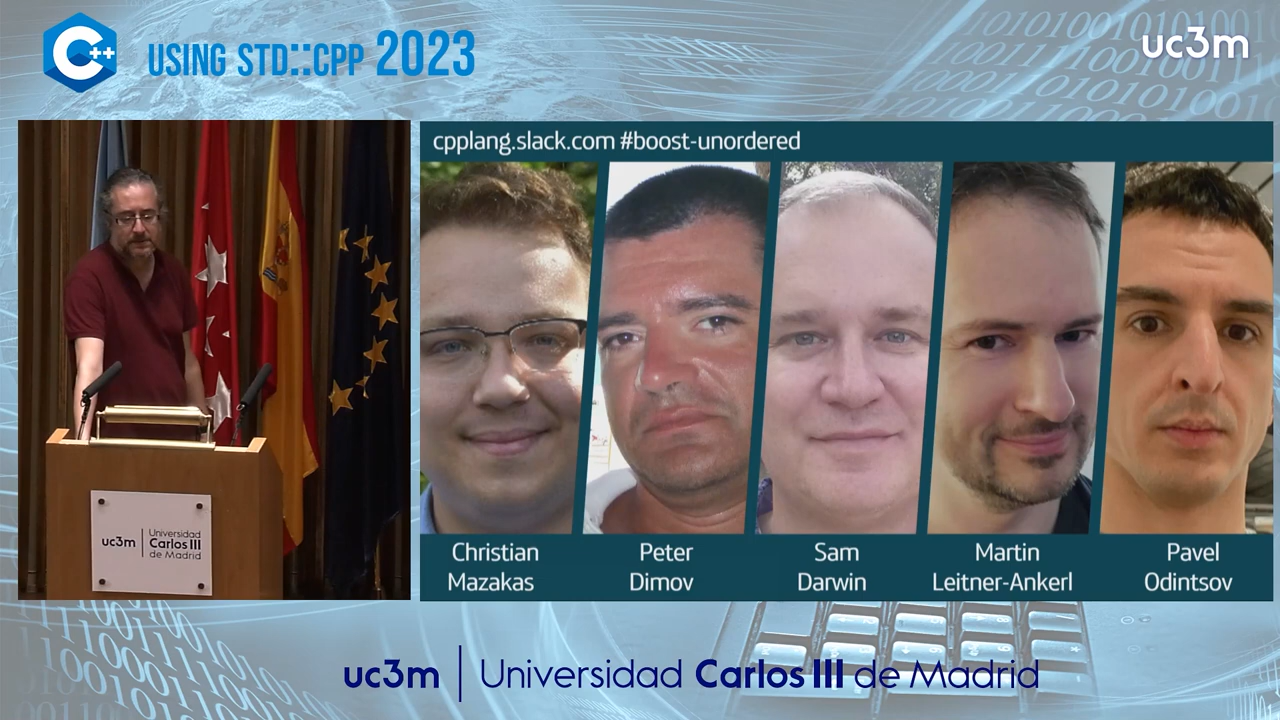 C++
USING STD::CPP 2023
uc3m
cpplang.slack.com #boost-unordered
Christian
Mazakas
Peter
Dimov
Sam
Darwin
Martin
Leitner-Ankerl
Pavel
Odintsov
uc3m
Universidad
Carlos III
de Madrid
uc3m | Universidad Carlos III de Madrid